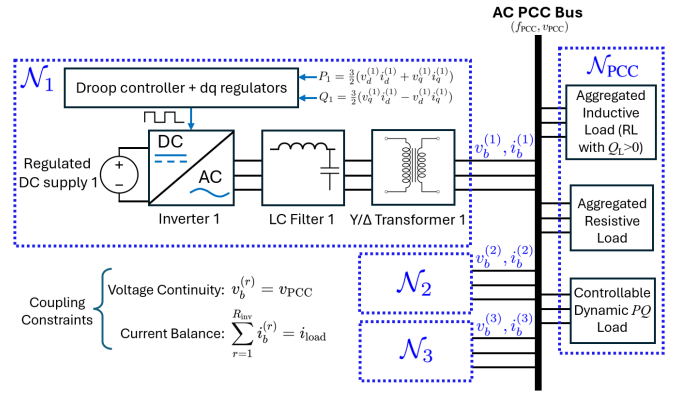 AC PCC Bus
(f_PCC, v_PCC)
𝒩_1
Droop controller + dq regulators
P_1 = 3/2(v_d^(1) i_d^(1) + v_q^(1) i_q^(1))
Q_1 = 3/2(v_q^(1) i_d^(1) − v_d^(1) i_q^(1))
Regulated
DC supply 1
+
−
DC
AC
Inverter 1
LC Filter 1
Y/Δ Transformer 1
v_b^(1), i_b^(1)
𝒩_PCC
Aggregated
Inductive
Load (RL
with Q_L>0)
Aggregated
Resistive
Load
Controllable
Dynamic PQ
Load
v_b^(2), i_b^(2)
𝒩_2
v_b^(3), i_b^(3)
𝒩_3
Coupling
Constraints
Voltage Continuity: v_b^(r) = v_PCC
Current Balance: ∑_{r=1}^{R_inv} i_b^(r) = i_load